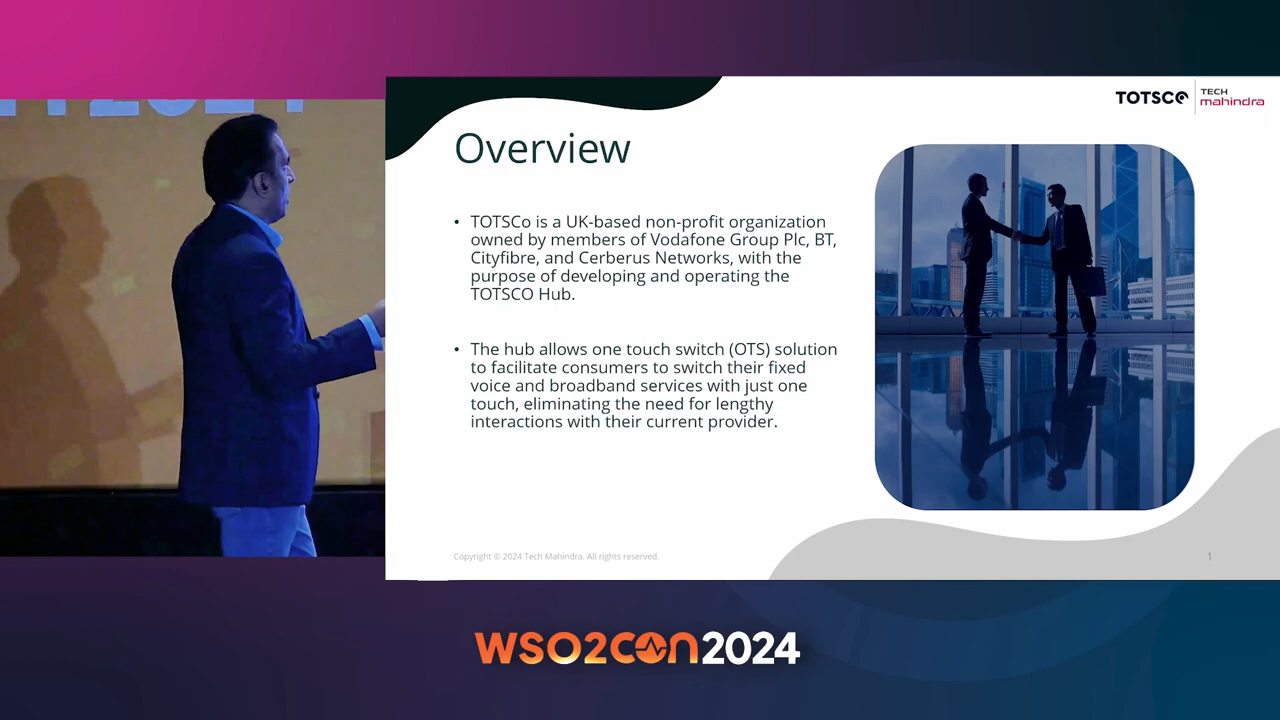 TOTSCO
TECH
mahindra
Overview
• TOTSCo is a UK-based non-profit organization
owned by members of Vodafone Group Plc, BT,
Cityfibre, and Cerberus Networks, with the
purpose of developing and operating the
TOTSCO Hub.
• The hub allows one touch switch (OTS) solution
to facilitate consumers to switch their fixed
voice and broadband services with just one
touch, eliminating the need for lengthy
interactions with their current provider.
Copyright © 2024 Tech Mahindra. All rights reserved.
1
WSO2CON2024